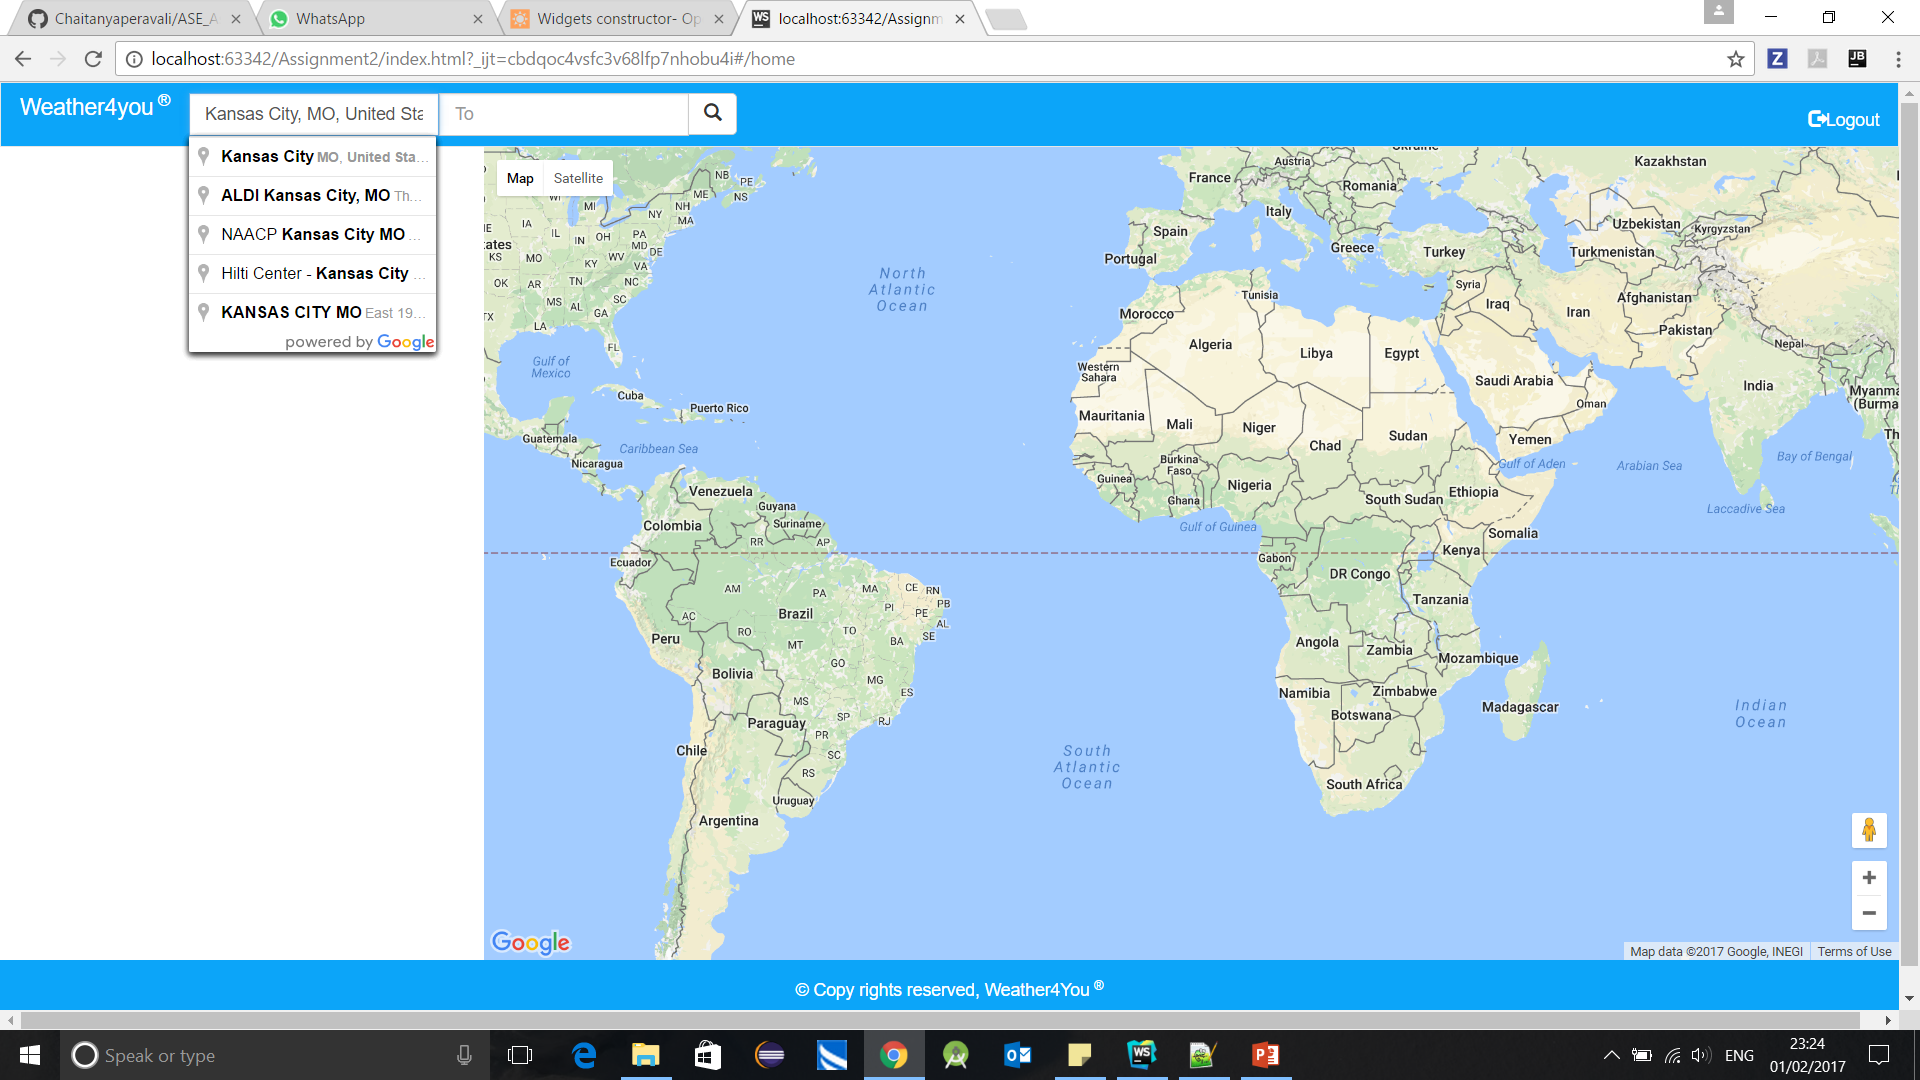 Chaitanyaperavali/ASE_A
WhatsApp
Widgets constructor- Op
localhost:63342/Assignm
localhost:63342/Assignment2/index.html?_ijt=cbdqoc4vsfc3v68lfp7nhobu4i#/home
Weather4you ®
Kansas City, MO, United Sta
To
Logout
Kansas City MO, United Sta...
ALDI Kansas City, MO Th...
NAACP Kansas City MO ...
Hilti Center - Kansas City ...
KANSAS CITY MO East 19...
powered by Google
Map
Satellite
Austria
Ukraine
Kazakhstan
France
Romania
Italy
Uzbekistan
Kyrgyzstan
Spain
Greece
Turkey
Turkmenistan
Portugal
Syria
Iraq
Iran
Afghanistan
Pakistan
Tunisia
Morocco
Algeria
Libya
Egypt
Nepal
Western
Sahara
Saudi Arabia
India
Myanma
(Burma
Oman
Mauritania
Mali
Niger
Chad
Sudan
Yemen
Th
Burkina
Faso
Gulf of Aden
Arabian Sea
Bay of Bengal
Guinea
Ghana
Nigeria
South Sudan
Ethiopia
Laccadive Sea
Gulf of Guinea
Somalia
Gabon
Kenya
DR Congo
Tanzania
Angola
Zambia
Mozambique
Namibia
Zimbabwe
Botswana
Madagascar
South Africa
Indian
Ocean
North
Atlantic
Ocean
South
Atlantic
Ocean
NB
PE
ME
NS
WI
MI
NH
NY
MA
IA
IL
IN
OH
PA
MD
DE
tates
KS
MO
KY
WV
VA
OK
AR
TN
NC
SC
MS
AL
GA
TX
LA
FL
Gulf of
Mexico
Cuba
Puerto Rico
Guatemala
Caribbean Sea
Nicaragua
Venezuela
Guyana
Suriname
Colombia
RR
AP
Ecuador
AM
PA
MA
CE
RN
PB
PI
PE
AL
SE
AC
Brazil
TO
BA
RO
MT
Peru
GO
Bolivia
MG
ES
MS
SP
RJ
Paraguay
PR
SC
Chile
RS
Uruguay
Argentina
Google
Map data ©2017 Google, INEGI
Terms of Use
© Copy rights reserved, Weather4You ®
Speak or type
ENG
23:24
01/02/2017